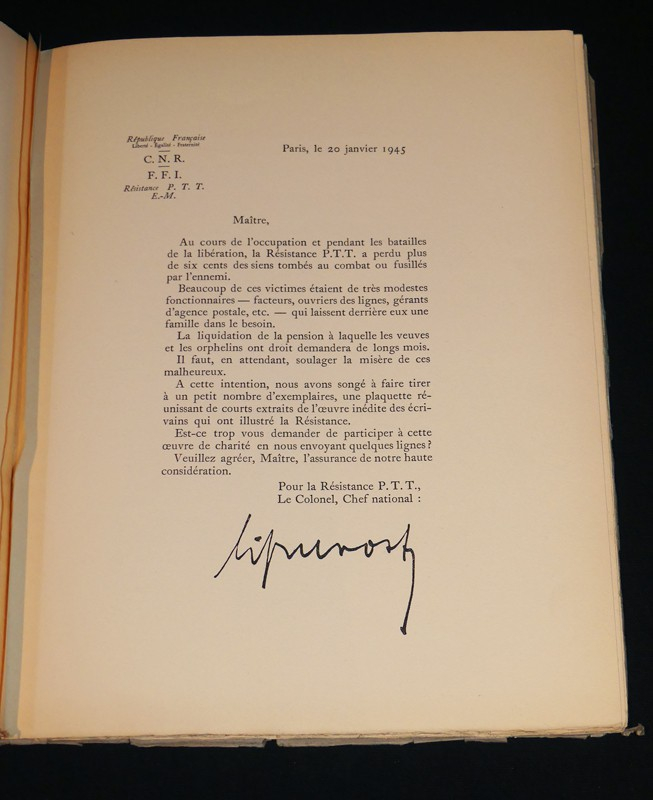 République Française
Liberté - Égalité - Fraternité
C. N. R.
F. F. I.
Résistance P. T. T.
E.-M.
Paris, le 20 janvier 1945
Maître,
Au cours de l'occupation et pendant les batailles
de la libération, la Résistance P.T.T. a perdu plus
de six cents des siens tombés au combat ou fusillés
par l'ennemi.
Beaucoup de ces victimes étaient de très modestes
fonctionnaires — facteurs, ouvriers des lignes, gérants
d'agence postale, etc. — qui laissent derrière eux une
famille dans le besoin.
La liquidation de la pension à laquelle les veuves
et les orphelins ont droit demandera de longs mois.
Il faut, en attendant, soulager la misère de ces
malheureux.
A cette intention, nous avons songé à faire tirer
à un petit nombre d'exemplaires, une plaquette ré-
unissant de courts extraits de l'œuvre inédite des écri-
vains qui ont illustré la Résistance.
Est-ce trop vous demander de participer à cette
œuvre de charité en nous envoyant quelques lignes ?
Veuillez agréer, Maître, l'assurance de notre haute
considération.
Pour la Résistance P. T. T.,
Le Colonel, Chef national :